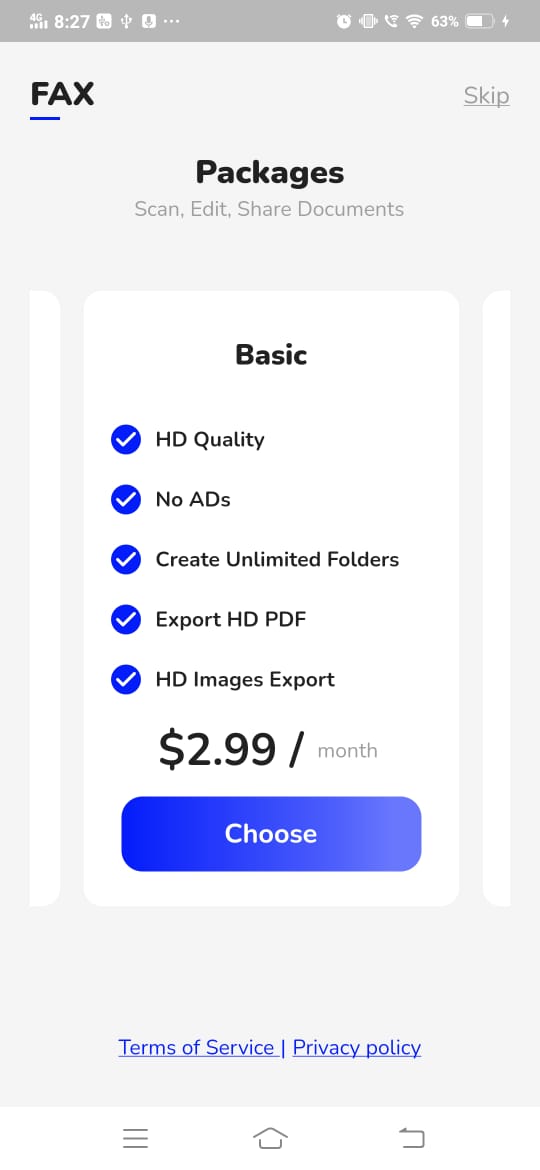 4G 8:27 63%
FAX
Skip
Packages
Scan, Edit, Share Documents
Basic
HD Quality
No ADs
Create Unlimited Folders
Export HD PDF
HD Images Export
$2.99 / month
Choose
Terms of Service | Privacy policy